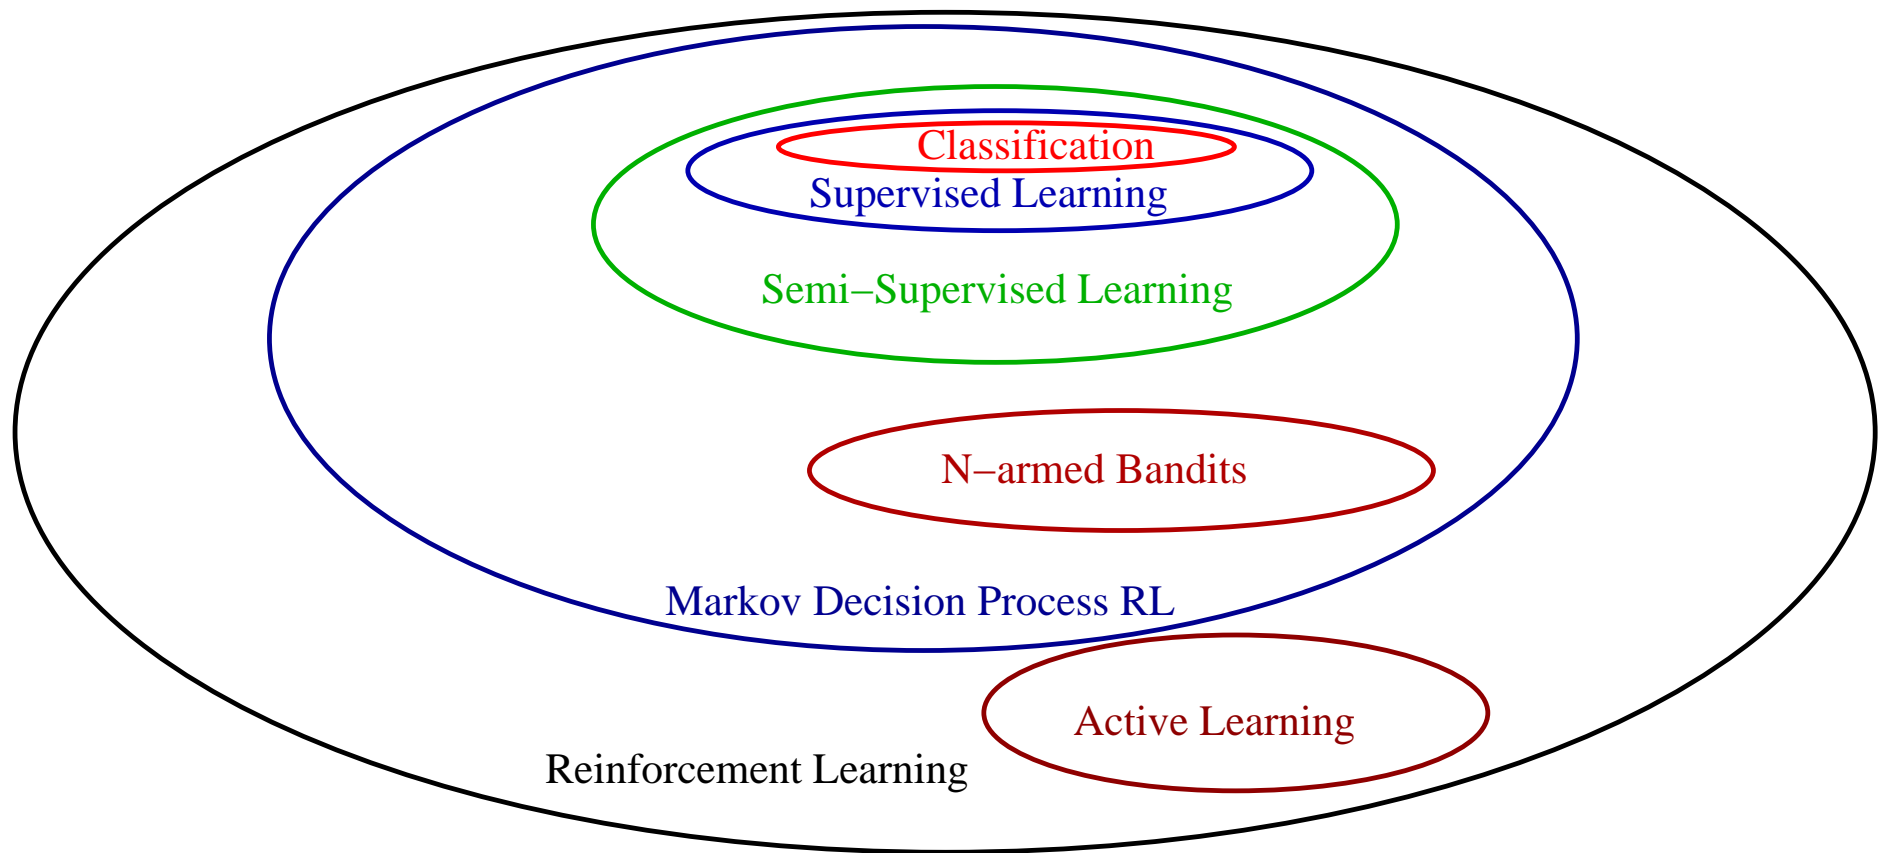 Classification
Supervised Learning
Semi−Supervised Learning
N−armed Bandits
Markov Decision Process RL
Active Learning
Reinforcement Learning